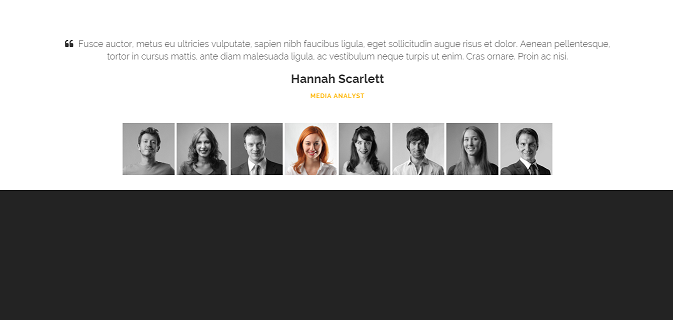 Fusce auctor, metus eu ultricies vulputate, sapien nibh faucibus ligula, eget sollicitudin augue risus et dolor. Aenean pellentesque,
tortor in cursus mattis, ante diam malesuada ligula, ac vestibulum neque turpis ut enim. Cras ornare. Proin ac nisi.
Hannah Scarlett
MEDIA ANALYST